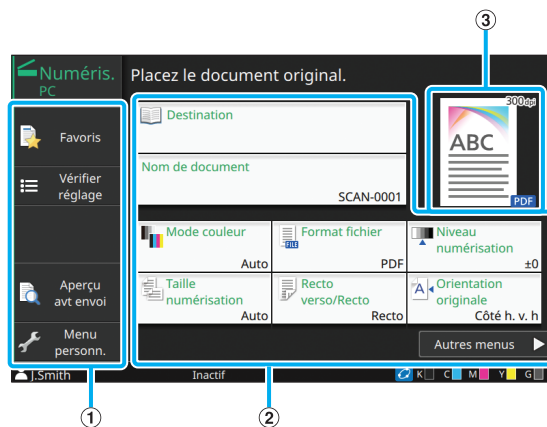 ③
Numéris.
PC
Placez le document original.
300dpi
ABC
PDF
Favoris
Vérifier
réglage
Aperçu
avt envoi
Menu
personn.
Destination
Nom de document
SCAN-0001
Mode couleur
Auto
Format fichier
FILE
PDF
Niveau
numérisation
±0
Taille
numérisation
Auto
Recto
verso/Recto
Recto
A
Orientation
originale
Côté h. v. h
Autres menus
J.Smith
Inactif
K C M Y G
① ②